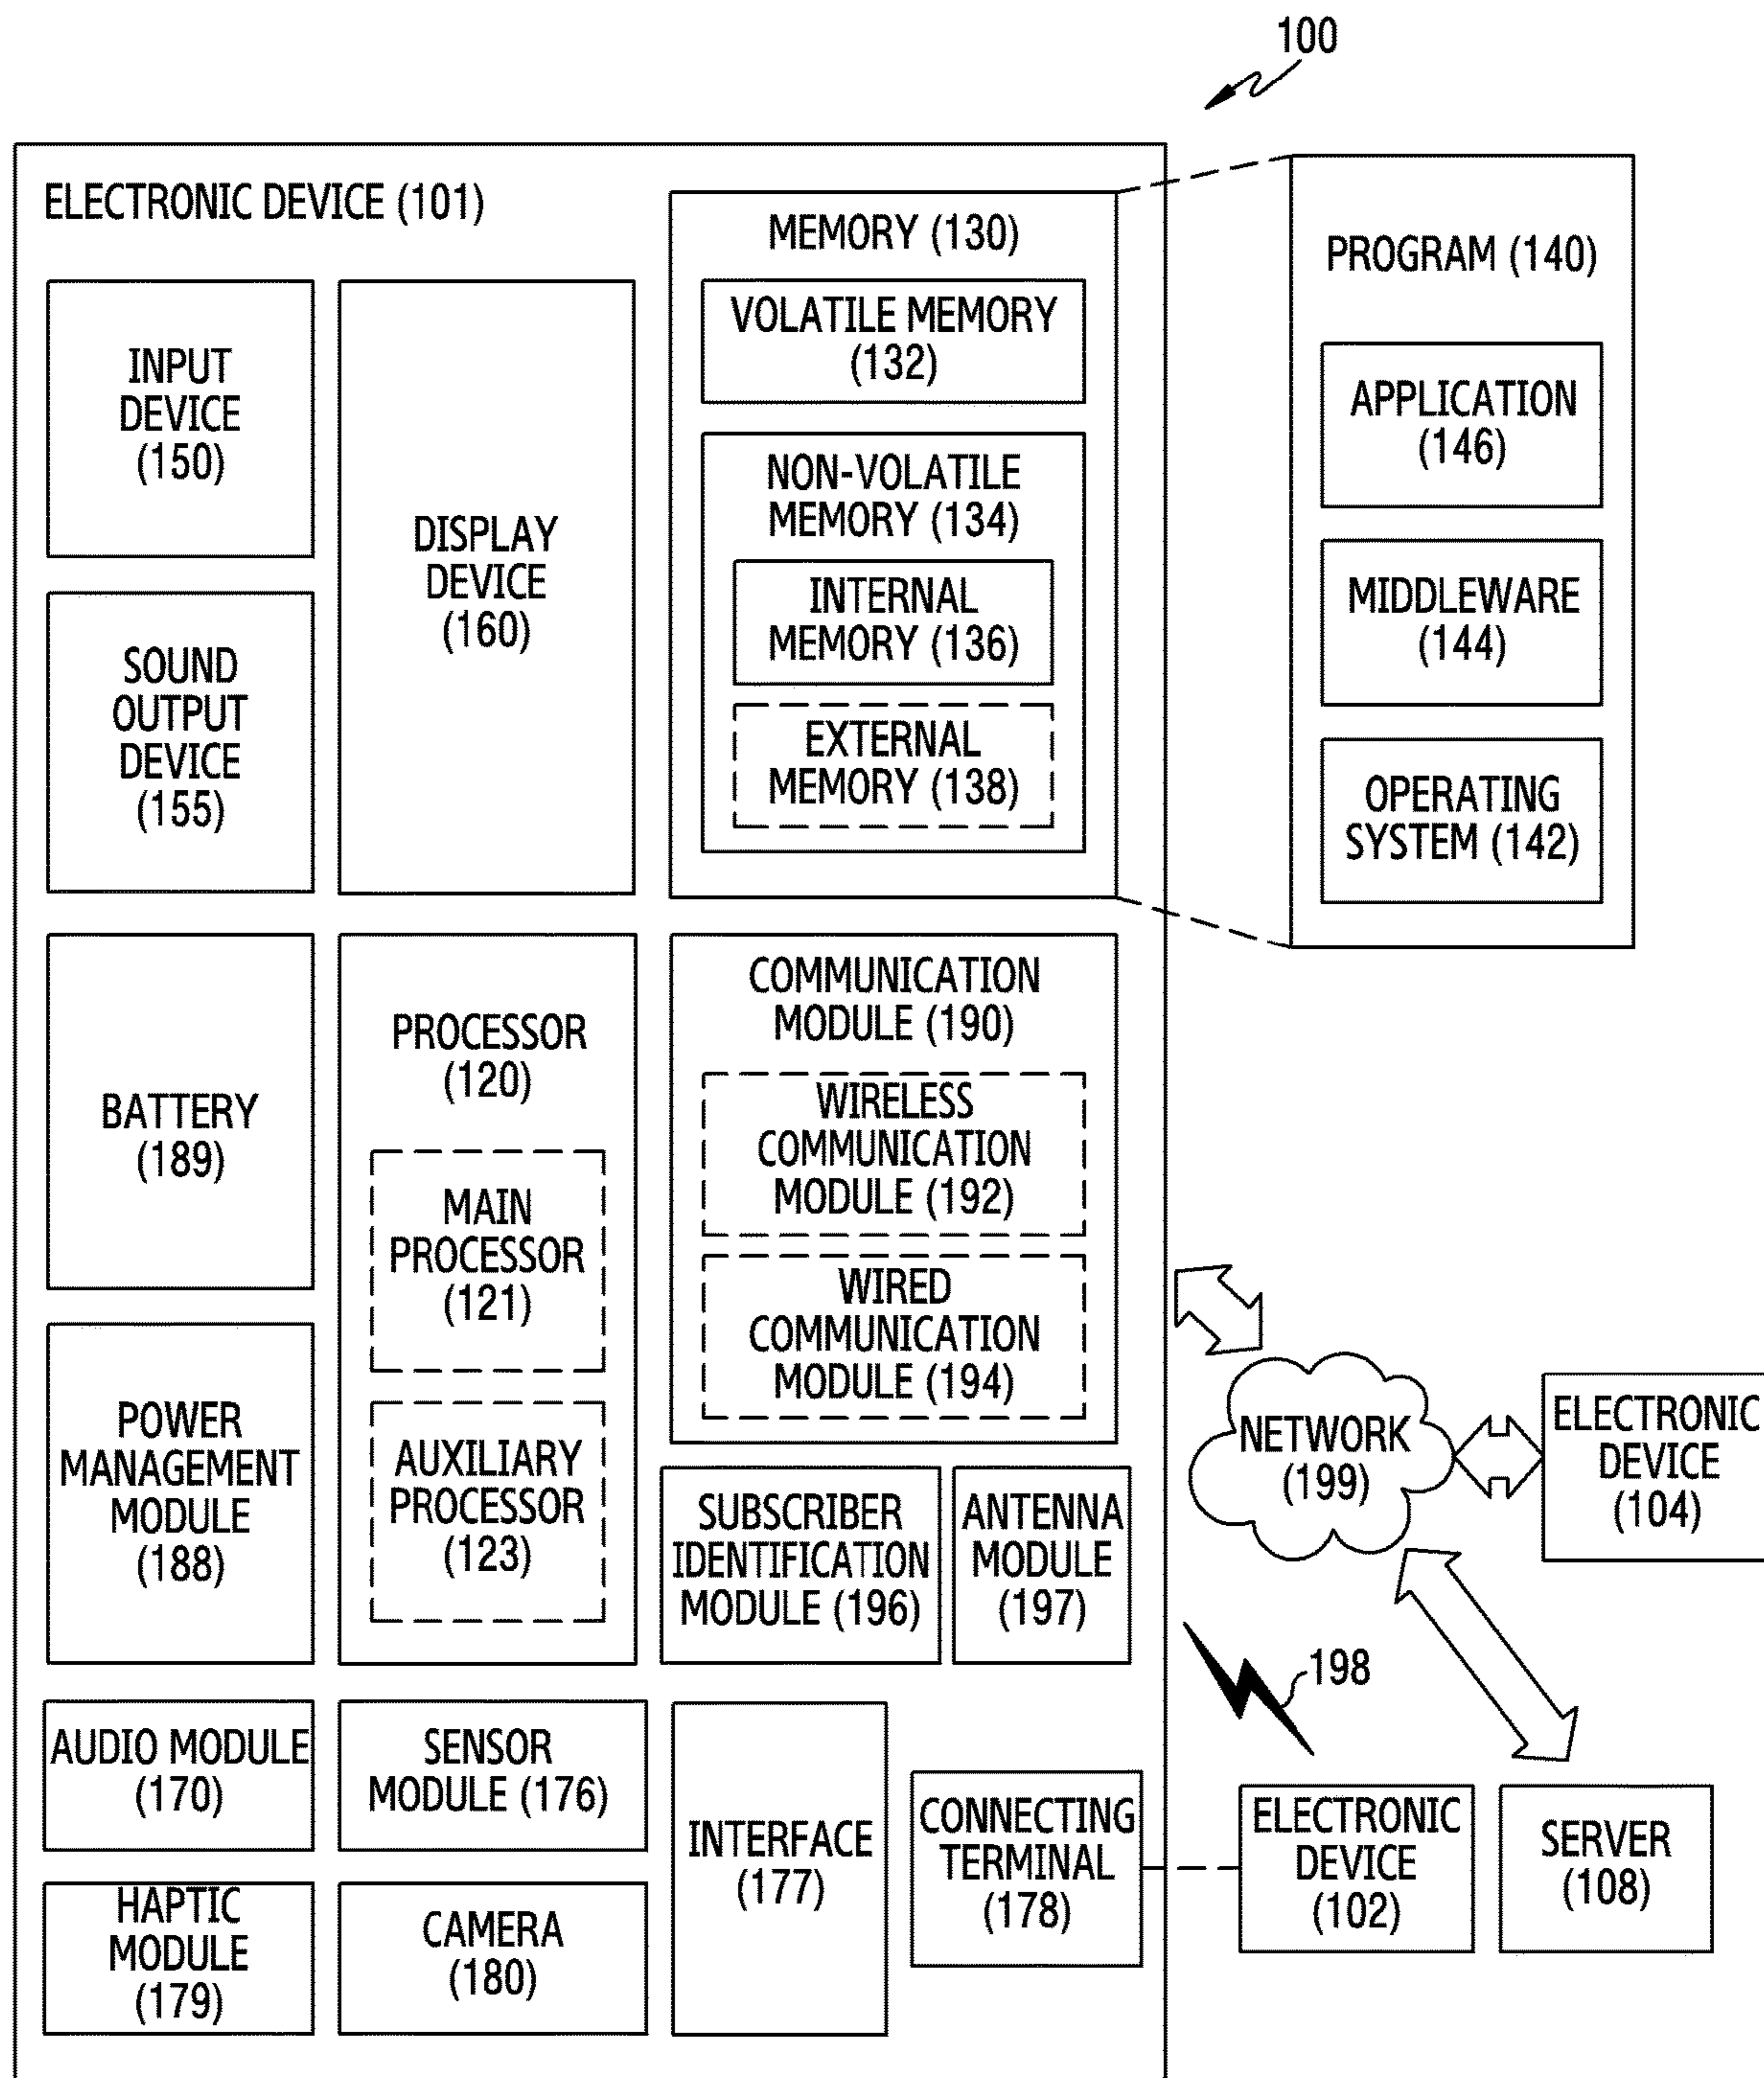 100
ELECTRONIC DEVICE (101)
INPUT
DEVICE
(150)
SOUND
OUTPUT
DEVICE
(155)
DISPLAY
DEVICE
(160)
MEMORY (130)
VOLATILE MEMORY
(132)
NON-VOLATILE
MEMORY (134)
INTERNAL
MEMORY (136)
EXTERNAL
MEMORY (138)
PROGRAM (140)
APPLICATION
(146)
MIDDLEWARE
(144)
OPERATING
SYSTEM (142)
BATTERY
(189)
POWER
MANAGEMENT
MODULE
(188)
PROCESSOR
(120)
MAIN
PROCESSOR
(121)
AUXILIARY
PROCESSOR
(123)
COMMUNICATION
MODULE (190)
WIRELESS
COMMUNICATION
MODULE (192)
WIRED
COMMUNICATION
MODULE (194)
SUBSCRIBER
IDENTIFICATION
MODULE (196)
ANTENNA
MODULE
(197)
NETWORK
(199)
ELECTRONIC
DEVICE
(104)
198
AUDIO MODULE
(170)
SENSOR
MODULE (176)
INTERFACE
(177)
CONNECTING
TERMINAL
(178)
ELECTRONIC
DEVICE
(102)
SERVER
(108)
HAPTIC
MODULE
(179)
CAMERA
(180)